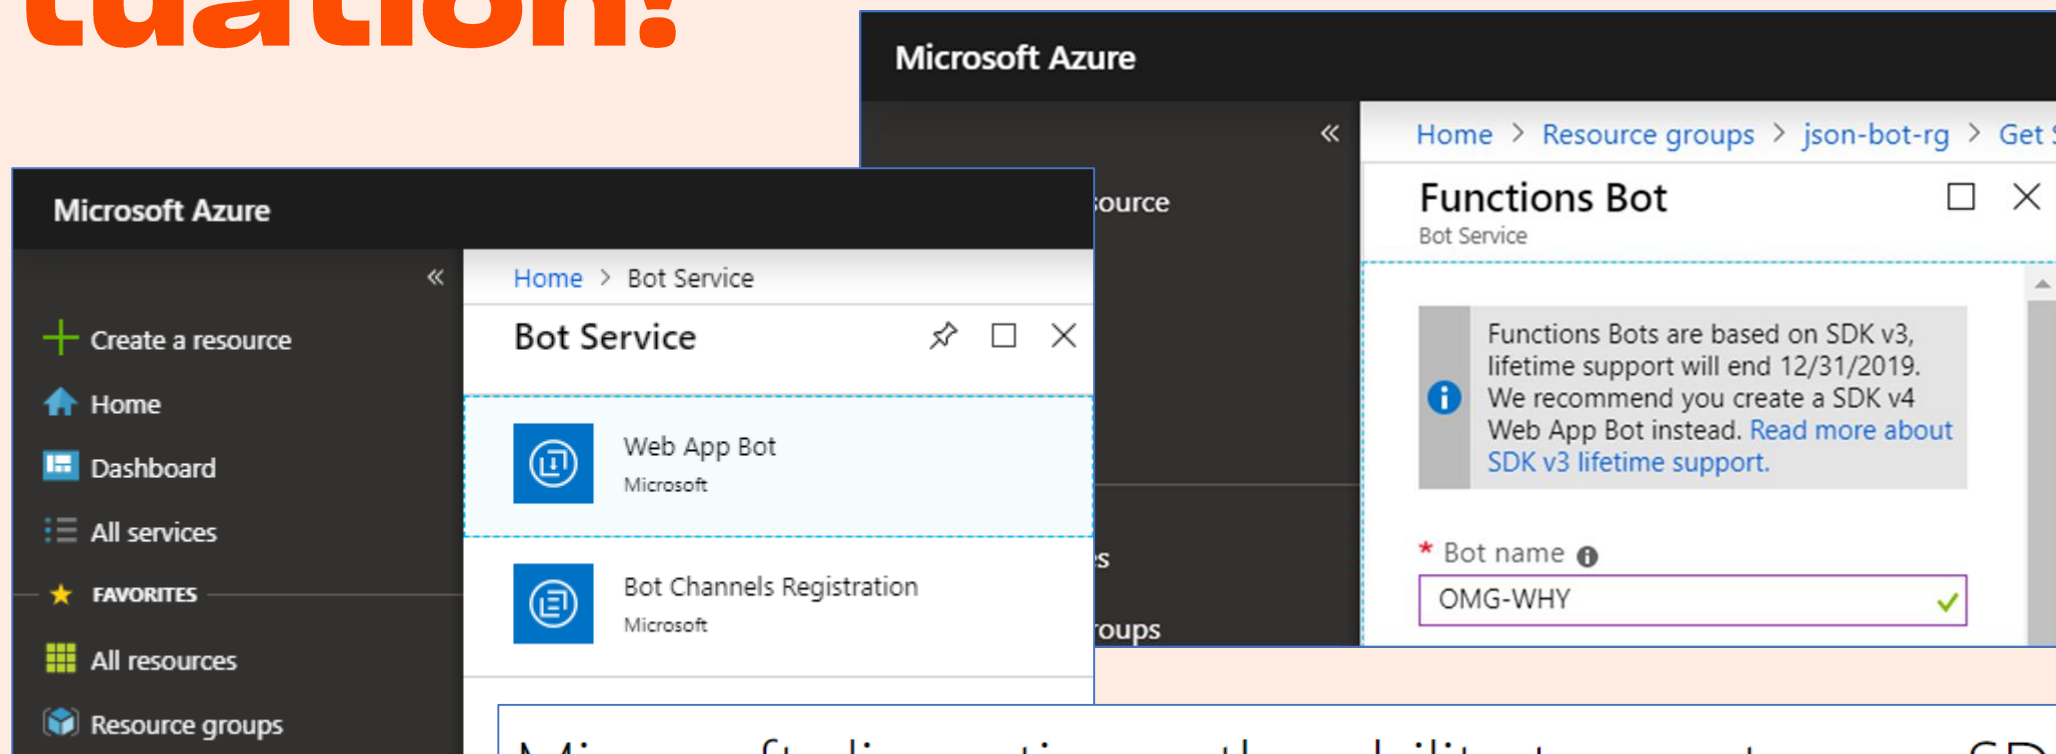 tuation!
Microsoft Azure
Home > Resource groups > json-bot-rg > Get
source
Functions Bot
Bot Service
Functions Bots are based on SDK v3,
lifetime support will end 12/31/2019.
We recommend you create a SDK v4
Web App Bot instead. Read more about
SDK v3 lifetime support.
* Bot name
OMG-WHY
s
roups
Microsoft Azure
Create a resource
Home
Dashboard
All services
FAVORITES
All resources
Resource groups
Home > Bot Service
Bot Service
Web App Bot
Microsoft
Bot Channels Registration
Microsoft